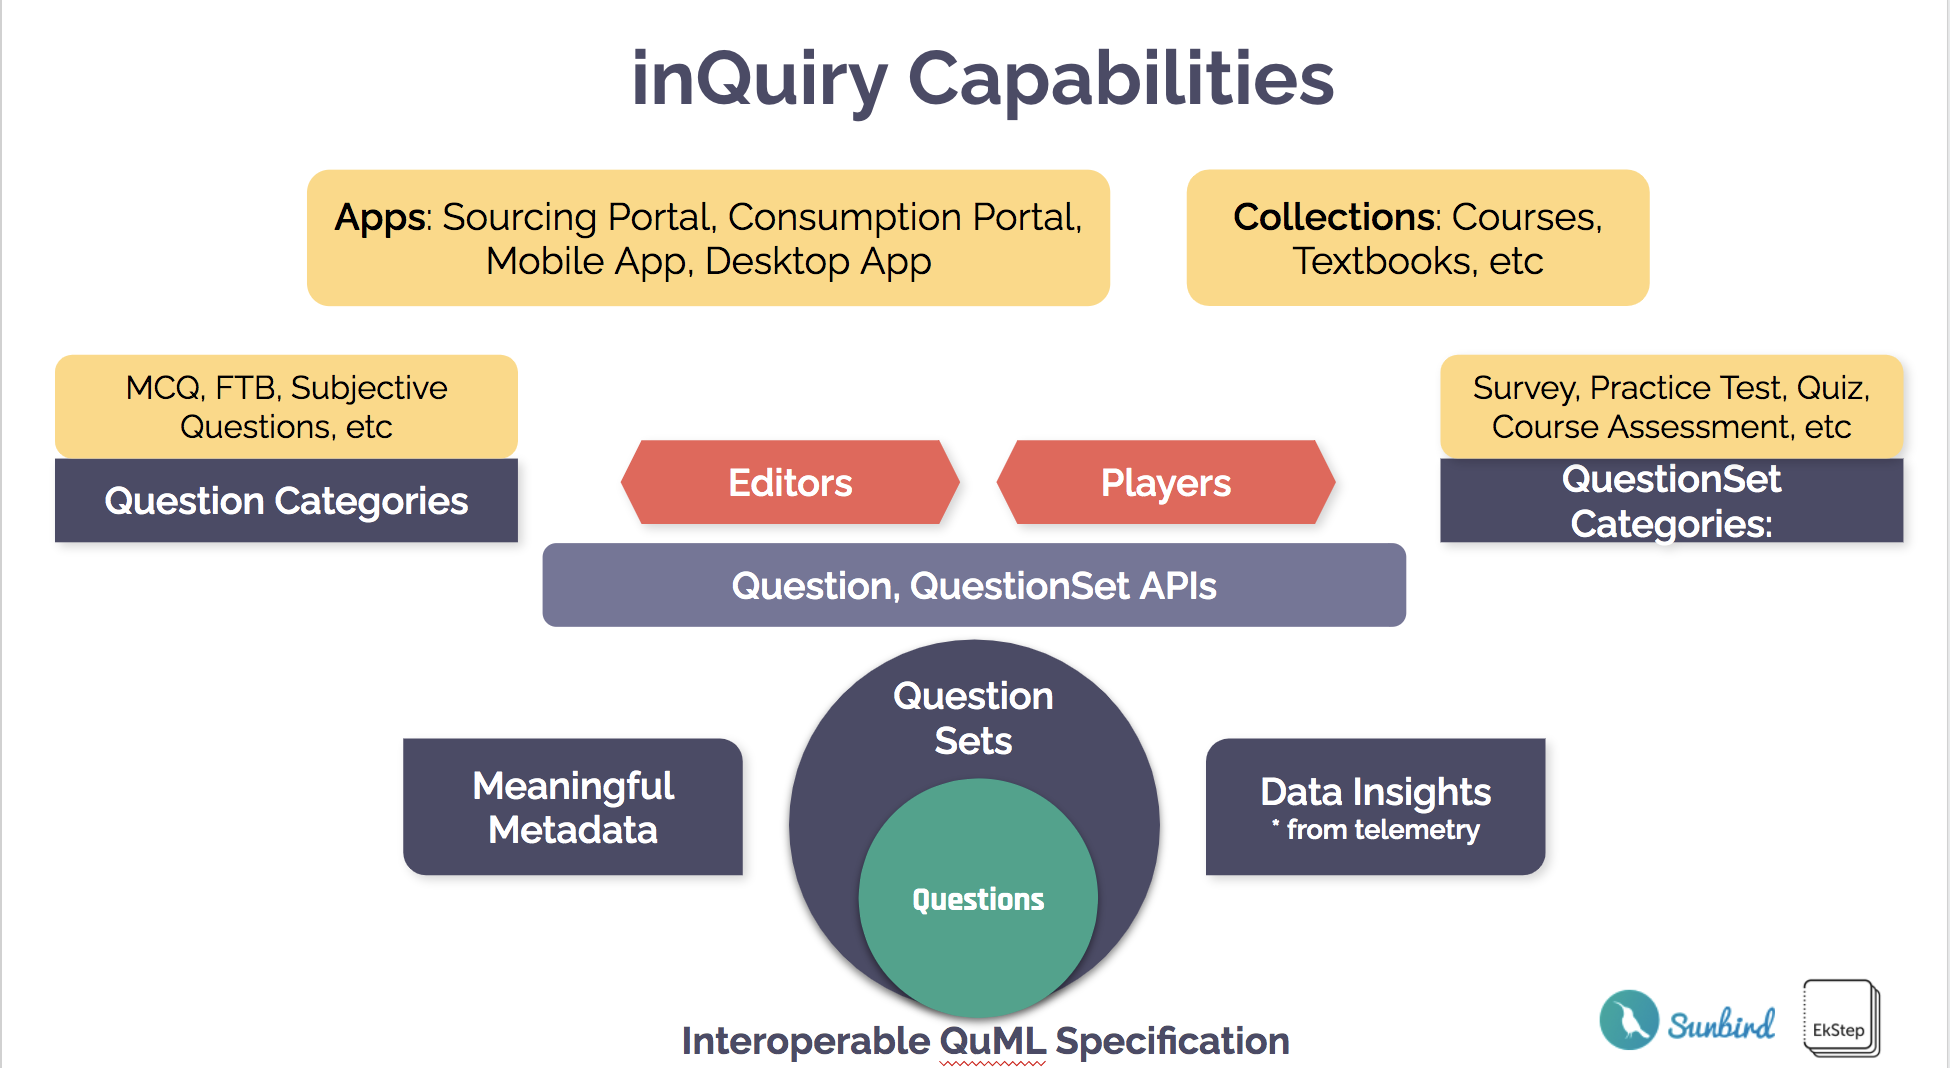 inQuiry Capabilities
Apps: Sourcing Portal, Consumption Portal,
Mobile App, Desktop App
Collections: Courses,
Textbooks, etc
MCQ, FTB, Subjective
Questions, etc
Question Categories
Survey, Practice Test, Quiz,
Course Assessment, etc
QuestionSet
Categories:
Editors
Players
Question, QuestionSet APIs
Question
Sets
Questions
Meaningful
Metadata
Data Insights
* from telemetry
Interoperable QuML Specification
Sunbird
EkStep